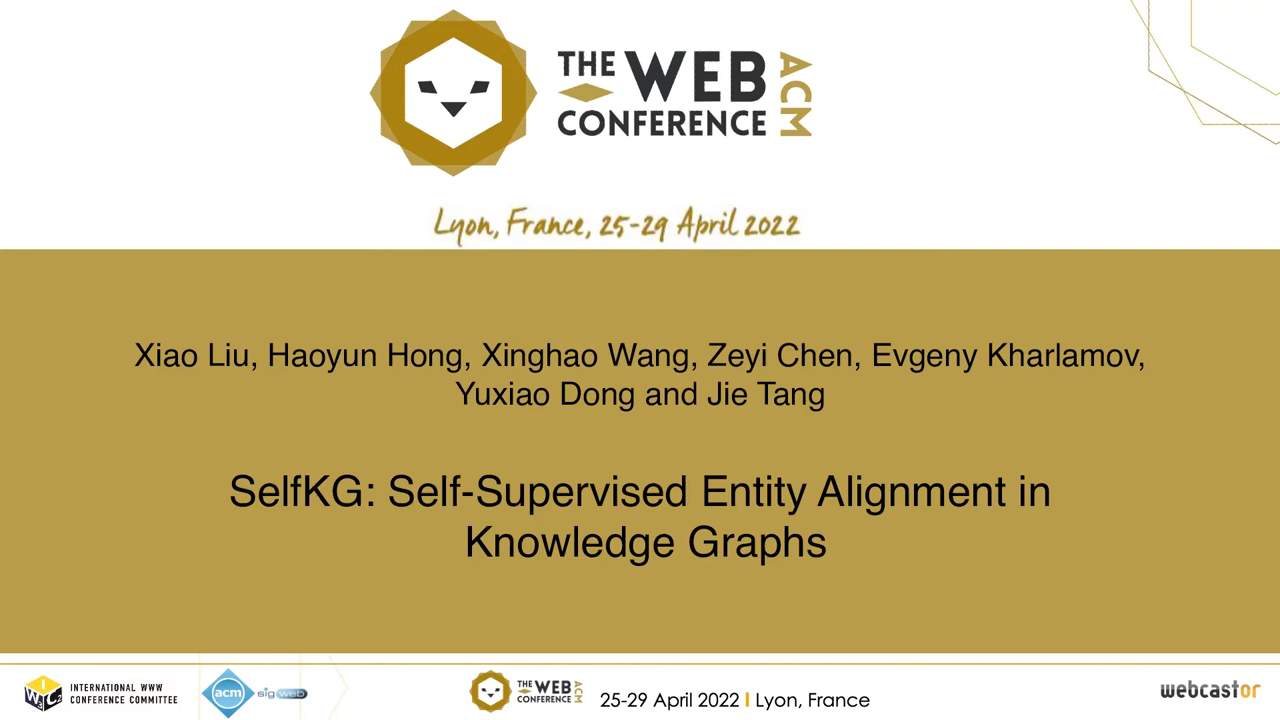 THE WEB
CONFERENCE
ACM
Lyon, France, 25-29 April 2022
Xiao Liu, Haoyun Hong, Xinghao Wang, Zeyi Chen, Evgeny Kharlamov,
Yuxiao Dong and Jie Tang
SelfKG: Self-Supervised Entity Alignment in
Knowledge Graphs
IW3C2
INTERNATIONAL WWW
CONFERENCE COMMITTEE
acm
sigweb
THE WEB
CONFERENCE
ACM
25-29 April 2022 I Lyon, France
webcastor